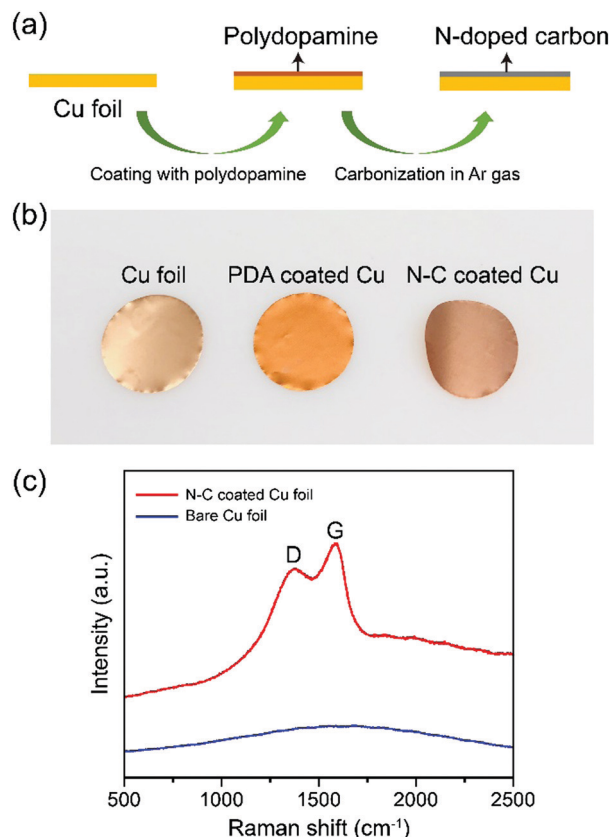 (a)
Polydopamine
N-doped carbon
Cu foil
Coating with polydopamine
Carbonization in Ar gas
(b)
Cu foil
PDA coated Cu
N-C coated Cu
(c)
N-C coated Cu foil
Bare Cu foil
D
G
Intensity (a.u.)
500
1000
1500
2000
2500
Raman shift (cm⁻¹)